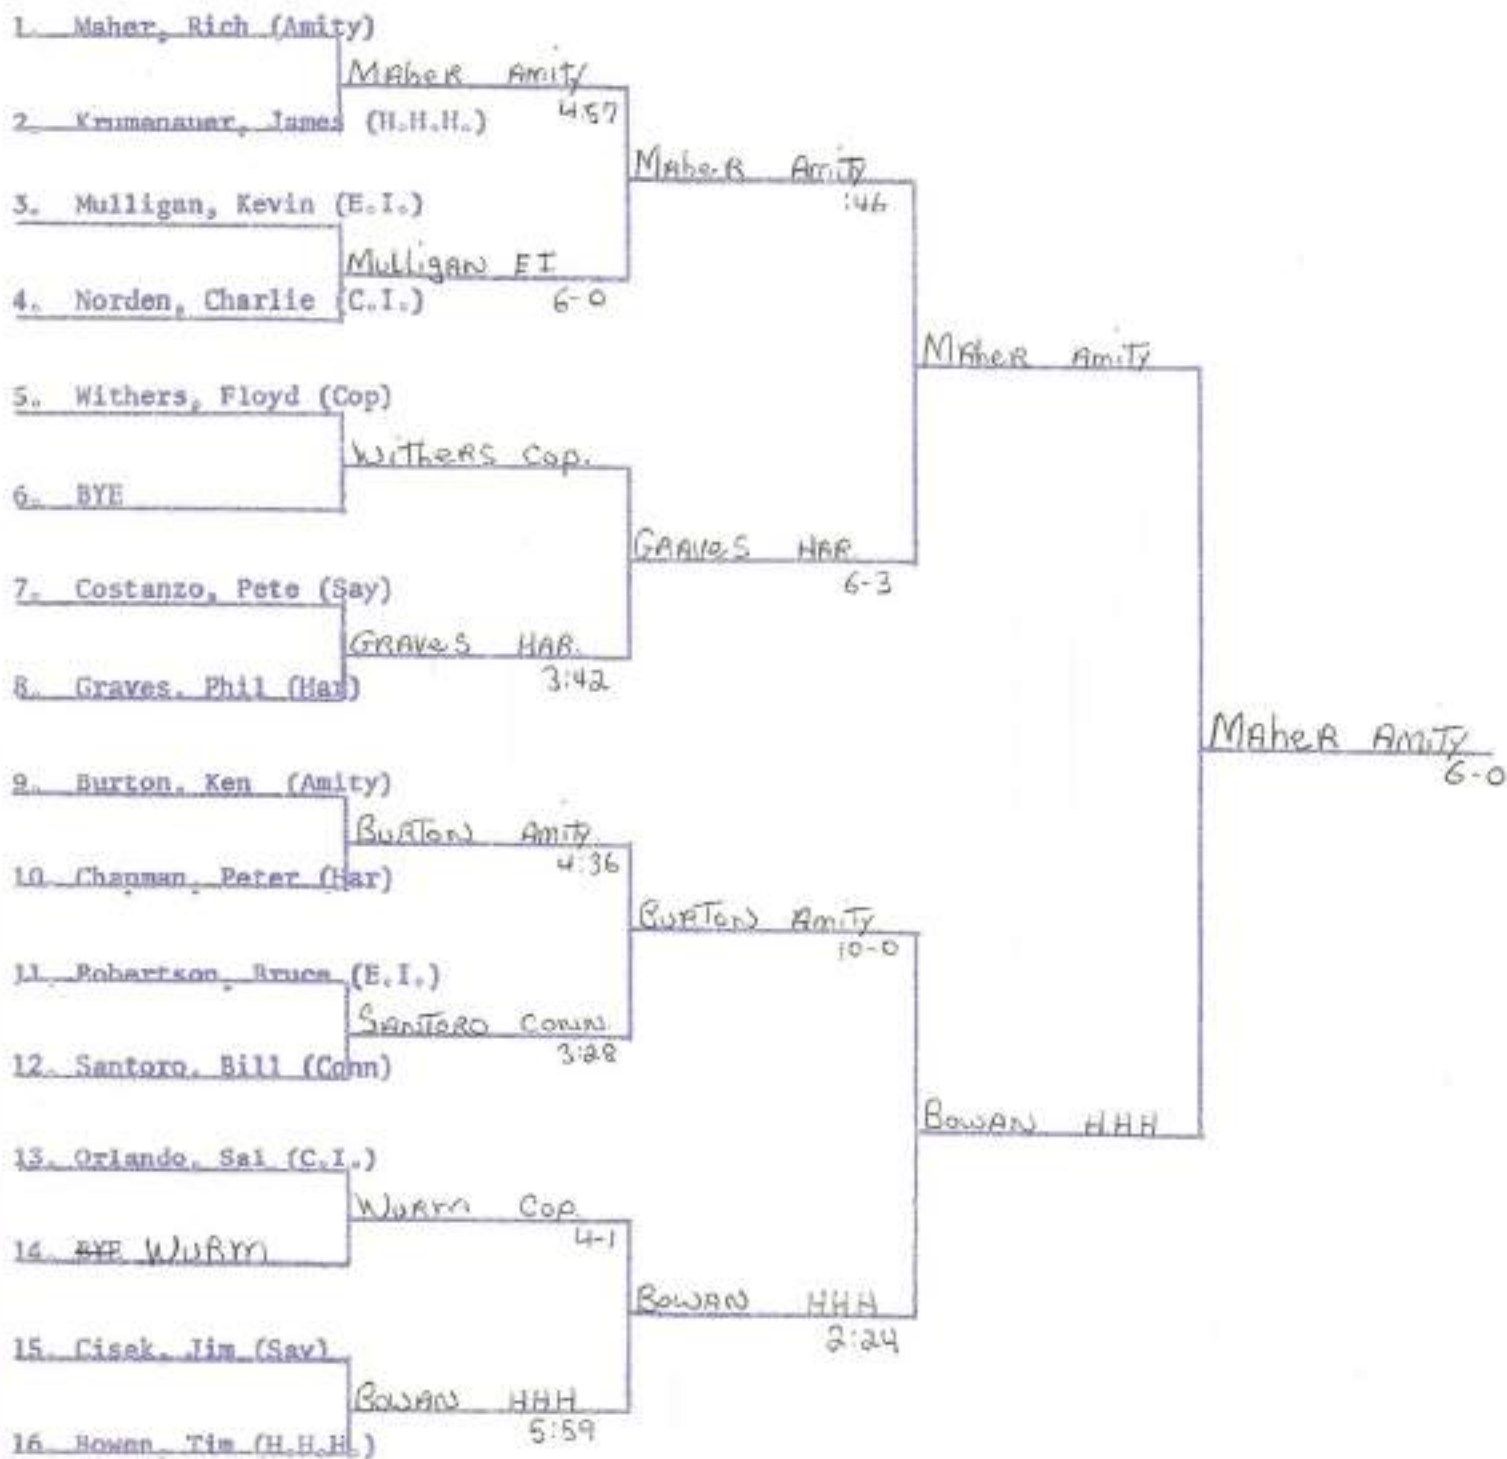 1. Maher, Rich (Amity)
Maher Amity
4:57
2. Krumanauer, James (H.H.H.)
Maher Amity
:46
3. Mulligan, Kevin (E.I.)
Mulligan EI
6-0
4. Norden, Charlie (C.I.)
Maher Amity
5. Withers, Floyd (Cop)
Withers Cop.
6. BYE
Graves HAR.
6-3
7. Costanzo, Pete (Say)
Graves HAR.
3:42
8. Graves, Phil (Har)
Maher Amity
6-0
9. Burton, Ken (Amity)
Burton Amity
4:36
10. Chapman, Peter (Har)
Burton Amity
10-0
11. Robertson, Bruce (E.I.)
Santoro Conn.
3:28
12. Santoro, Bill (Conn)
Bowan HHH
13. Orlando, Sal (C.I.)
Wurm Cop.
4-1
14. BYE Wurm
Bowan HHH
2:24
15. Cisek, Jim (Say)
Bowan HHH
5:59
16. Bowan, Tim (H.H.H.)